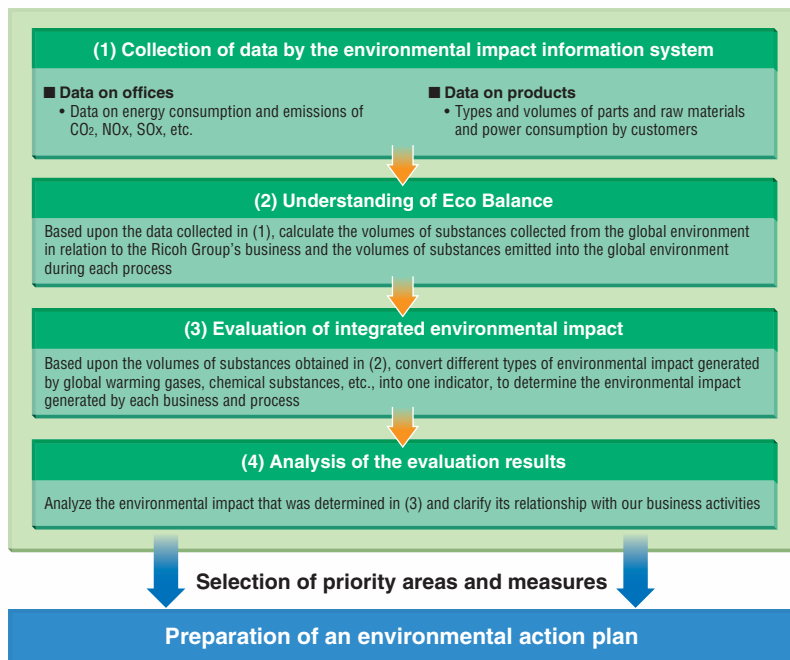 (1) Collection of data by the environmental impact information system
■ Data on offices
• Data on energy consumption and emissions of
CO2, NOx, SOx, etc.
■ Data on products
• Types and volumes of parts and raw materials
and power consumption by customers
(2) Understanding of Eco Balance
Based upon the data collected in (1), calculate the volumes of substances collected from the global environment
in relation to the Ricoh Group's business and the volumes of substances emitted into the global environment
during each process
(3) Evaluation of integrated environmental impact
Based upon the volumes of substances obtained in (2), convert different types of environmental impact generated
by global warming gases, chemical substances, etc., into one indicator, to determine the environmental impact
generated by each business and process
(4) Analysis of the evaluation results
Analyze the environmental impact that was determined in (3) and clarify its relationship with our business activities
Selection of priority areas and measures
Preparation of an environmental action plan